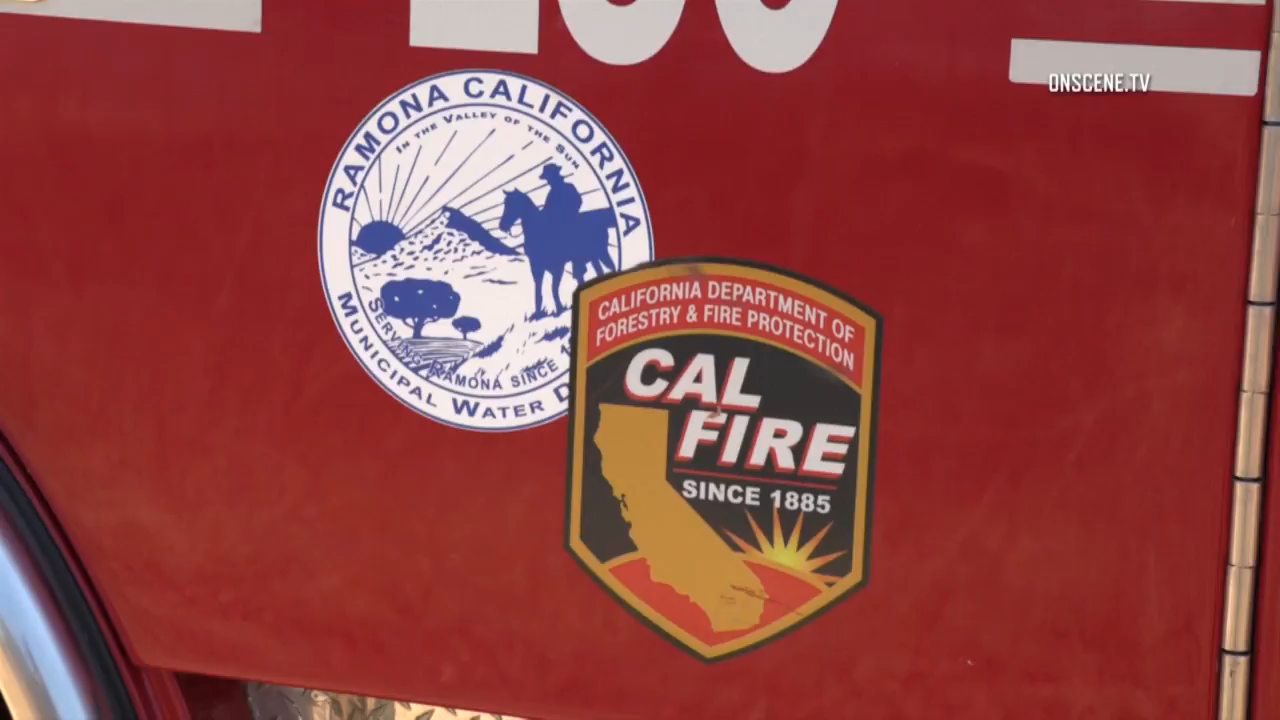 ONSCENE.TV
RAMONA CALIFORNIA
IN THE VALLEY OF THE SUN
SERVING RAMONA SINCE
MUNICIPAL WATER
CALIFORNIA DEPARTMENT OF
FORESTRY & FIRE PROTECTION
CAL
FIRE
SINCE 1885